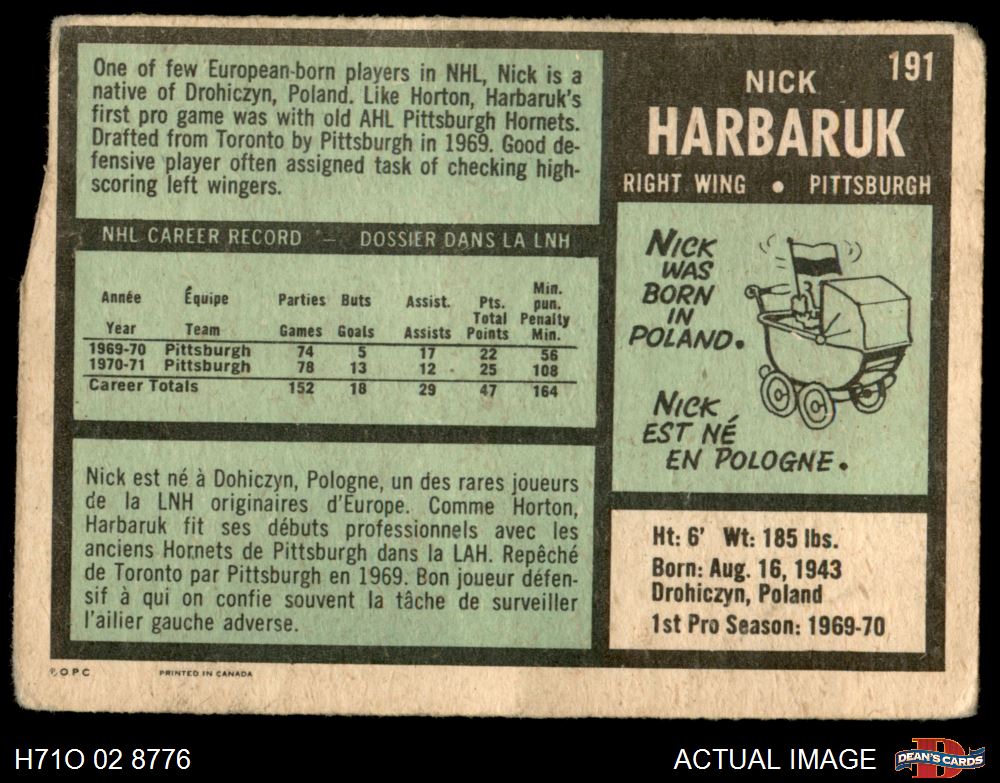 One of few European-born players in NHL, Nick is a
native of Drohiczyn, Poland. Like Horton, Harbaruk's
first pro game was with old AHL Pittsburgh Hornets.
Drafted from Toronto by Pittsburgh in 1969. Good de-
fensive player often assigned task of checking high-
scoring left wingers.
191
NICK
HARBARUK
RIGHT WING • PITTSBURGH
NHL CAREER RECORD — DOSSIER DANS LA LNH
Année Équipe Parties Buts Assist. Pts. Total Min. pun.
Year Team Games Goals Assists Points Penalty Min.
1969-70 Pittsburgh 74 5 17 22 56
1970-71 Pittsburgh 78 13 12 25 108
Career Totals 152 18 29 47 164
NICK
WAS
BORN
IN
POLAND.
NICK
EST NÉ
EN POLOGNE.
Nick est né à Dohiczyn, Pologne, un des rares joueurs
de la LNH originaires d'Europe. Comme Horton,
Harbaruk fit ses débuts professionnels avec les
anciens Hornets de Pittsburgh dans la LAH. Repêché
de Toronto par Pittsburgh en 1969. Bon joueur défen-
sif à qui on confie souvent la tâche de surveiller
l'ailier gauche adverse.
Ht: 6' Wt: 185 lbs.
Born: Aug. 16, 1943
Drohiczyn, Poland
1st Pro Season: 1969-70
© O P C PRINTED IN CANADA
H71O 02 8776
ACTUAL IMAGE
D
DEAN'S CARDS